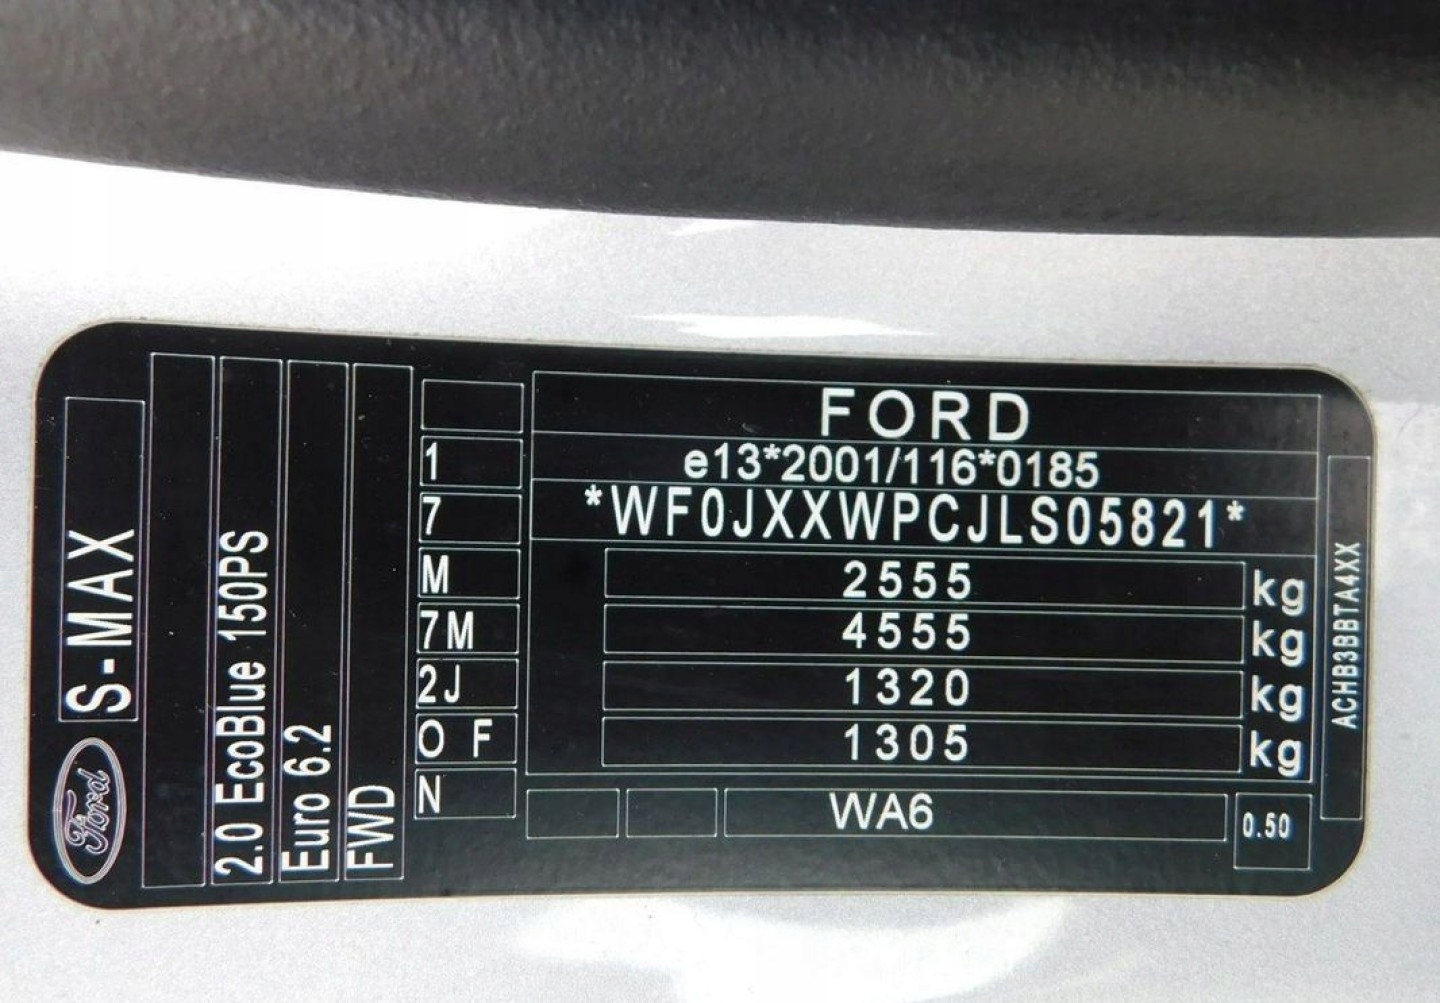 FORD
e13*2001/116*0185
*WF0JXXWPCJLS05821*
2555 kg
4555 kg
1320 kg
1305 kg
WA6
0.50
1
7
M
7M
2J
O F
N
Ford
S-MAX
2.0 EcoBlue 150PS
Euro 6.2
FWD
ACHB3BBTA4XX